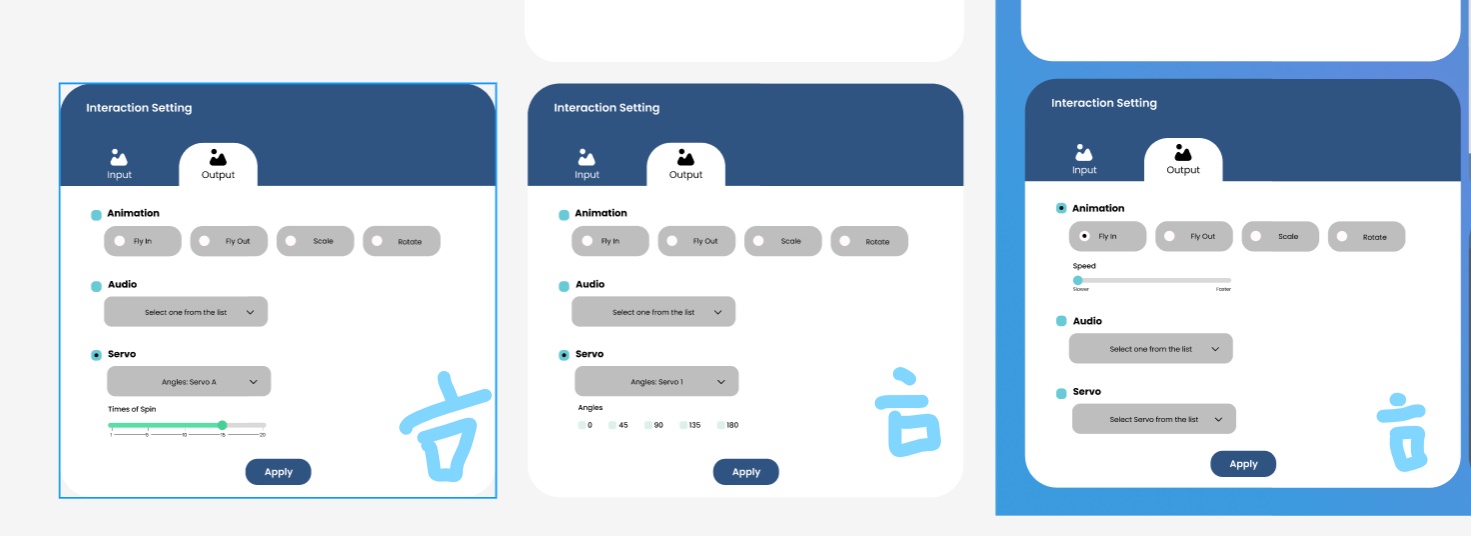 Interaction Setting
Input
Output
Animation
Fly In
Fly Out
Scale
Rotate
Audio
Select one from the list
Servo
Angles: Servo A
Times of Spin
1 5 10 15 20
Apply
Interaction Setting
Input
Output
Animation
Fly In
Fly Out
Scale
Rotate
Audio
Select one from the list
Servo
Angles: Servo 1
Angles
0 45 90 135 180
Apply
Interaction Setting
Input
Output
Animation
Fly In
Fly Out
Scale
Rotate
Speed
Slower
Faster
Audio
Select one from the list
Servo
Select Servo from the list
Apply